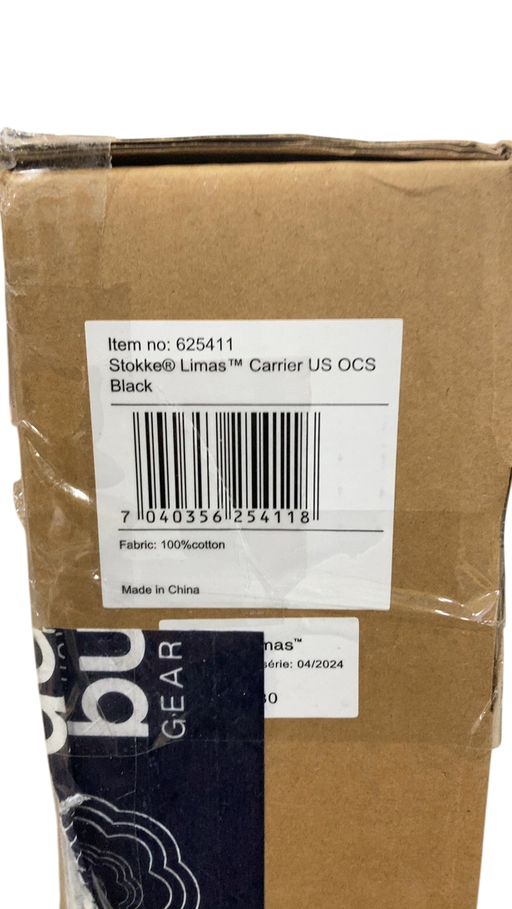 Item no: 625411
Stokke® Limas™ Carrier US OCS
Black
7 040356 254118
Fabric: 100%cotton
Made in China
série: 04/2024
GEAR